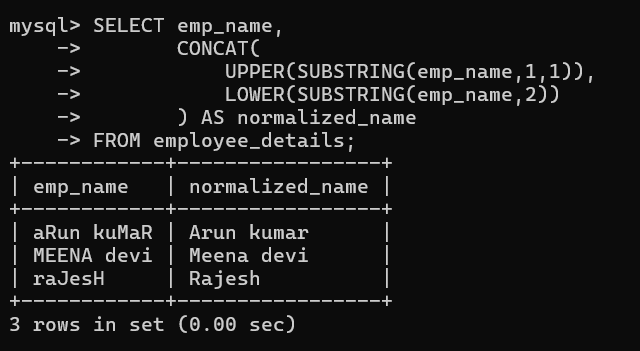 mysql> SELECT emp_name,
    ->        CONCAT(
    ->            UPPER(SUBSTRING(emp_name,1,1)),
    ->            LOWER(SUBSTRING(emp_name,2))
    ->        ) AS normalized_name
    -> FROM employee_details;
+------------+-----------------+
| emp_name   | normalized_name |
+------------+-----------------+
| aRun kuMaR | Arun kumar      |
| MEENA devi | Meena devi      |
| raJesH     | Rajesh          |
+------------+-----------------+
3 rows in set (0.00 sec)